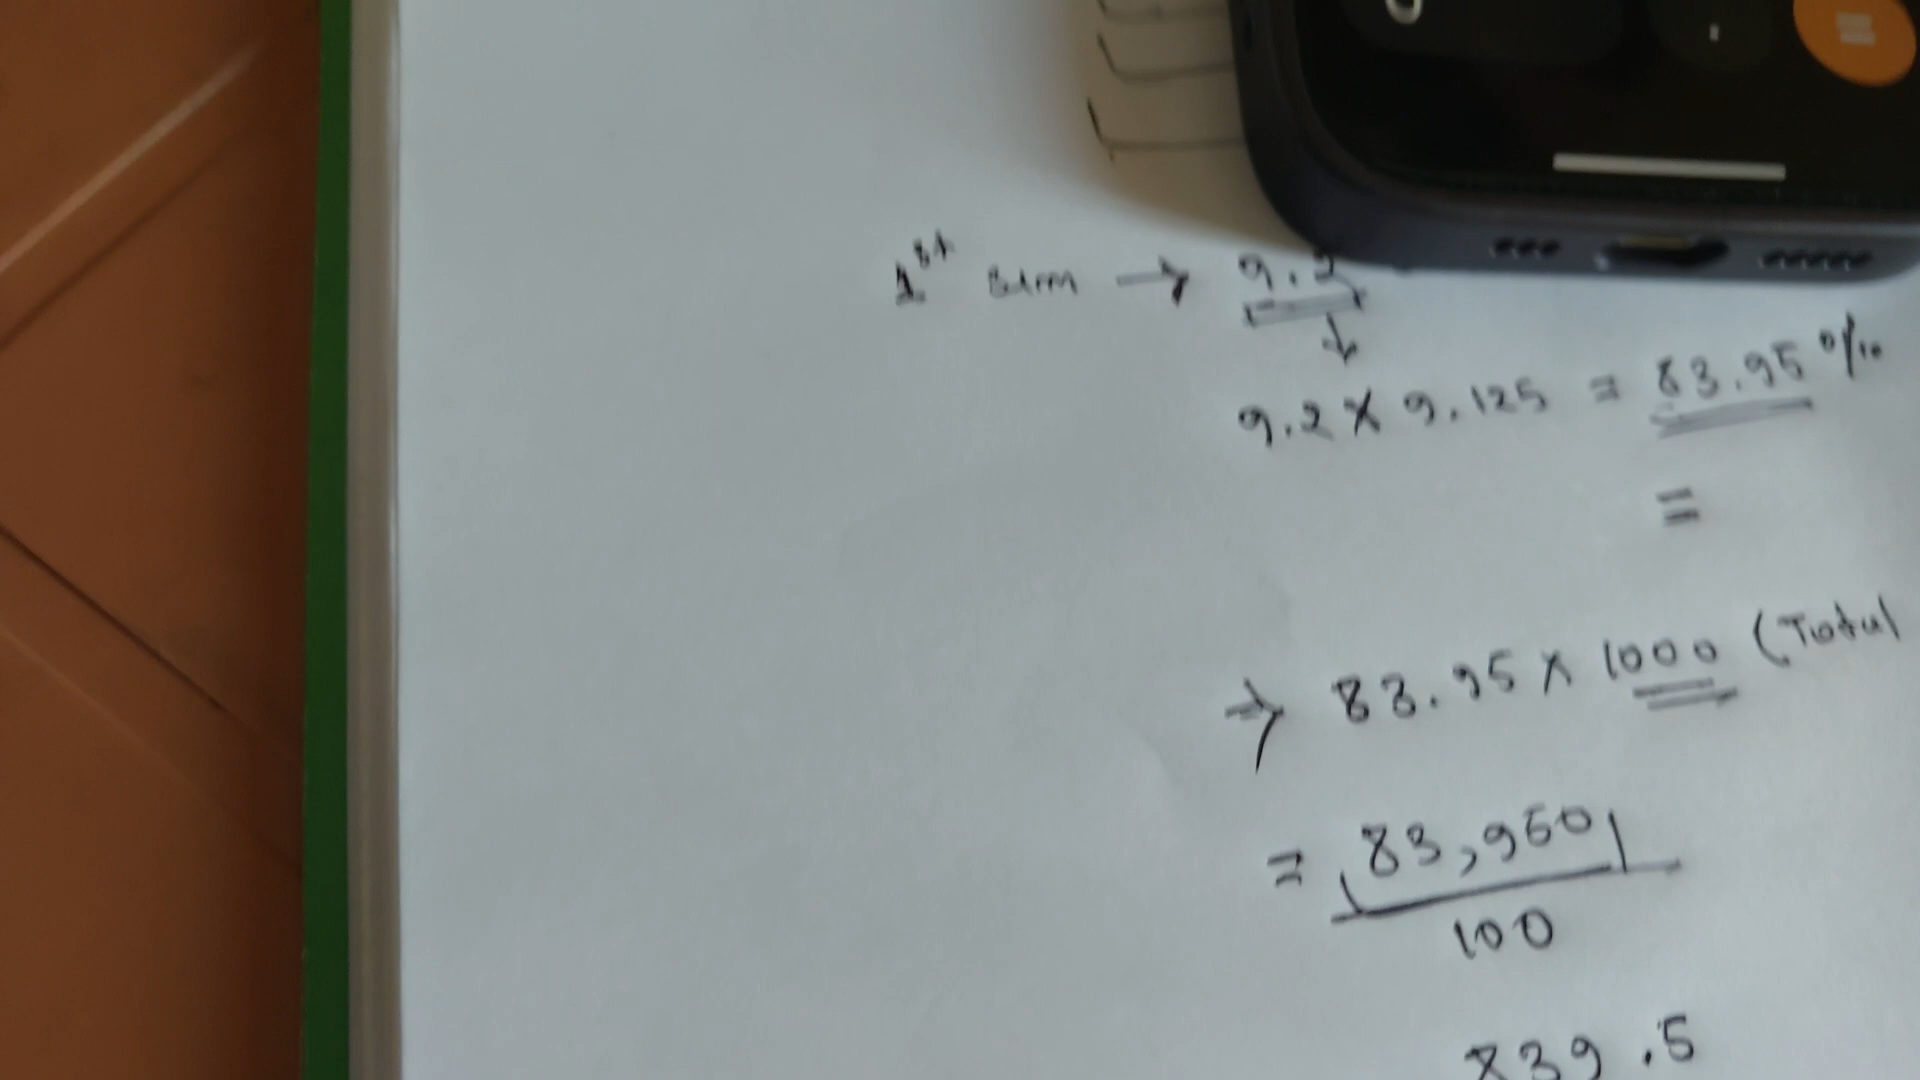 1st sem → 9.2
↓
9.2 X 9.125 = 83.95 %
=
→ 83.95 X 1000 (Total
= 83,950
100
839.5